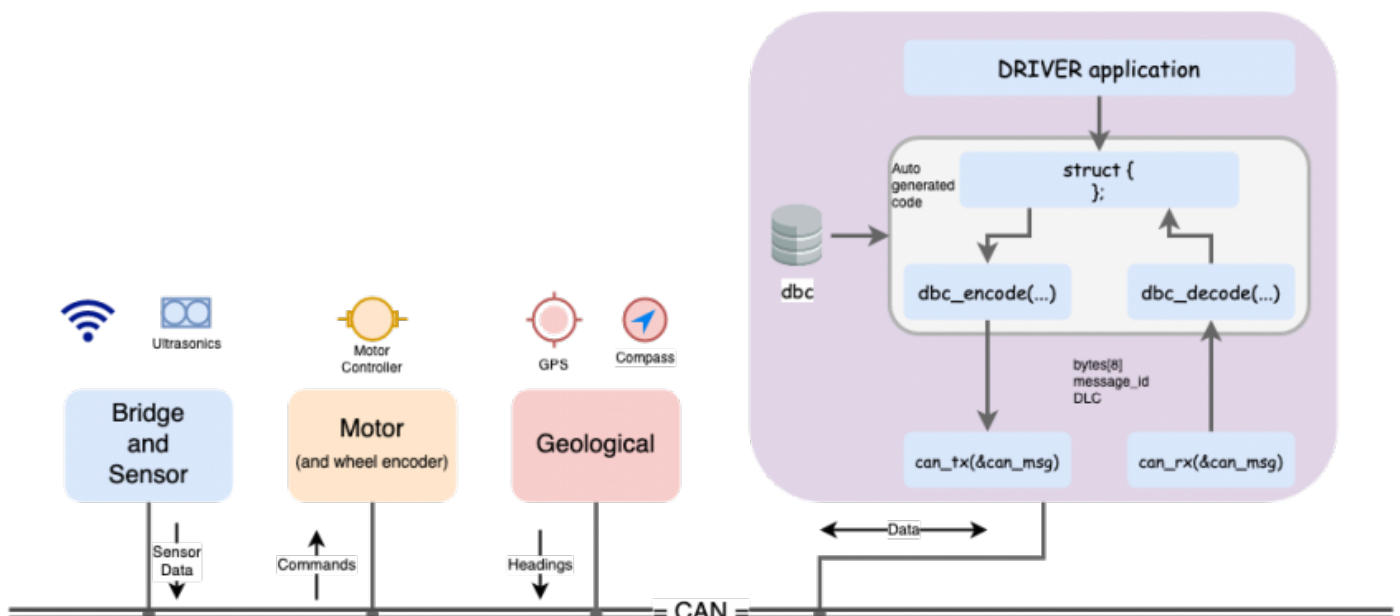 DRIVER application
Auto
generated
code
struct {
};
dbc
dbc_encode(...)
dbc_decode(...)
bytes[8]
message_id
DLC
can_tx(&can_msg)
can_rx(&can_msg)
Ultrasonics
Motor
Controller
GPS
Compass
Bridge
and
Sensor
Motor
(and wheel encoder)
Geological
Sensor
Data
Commands
Headings
Data
= CAN =